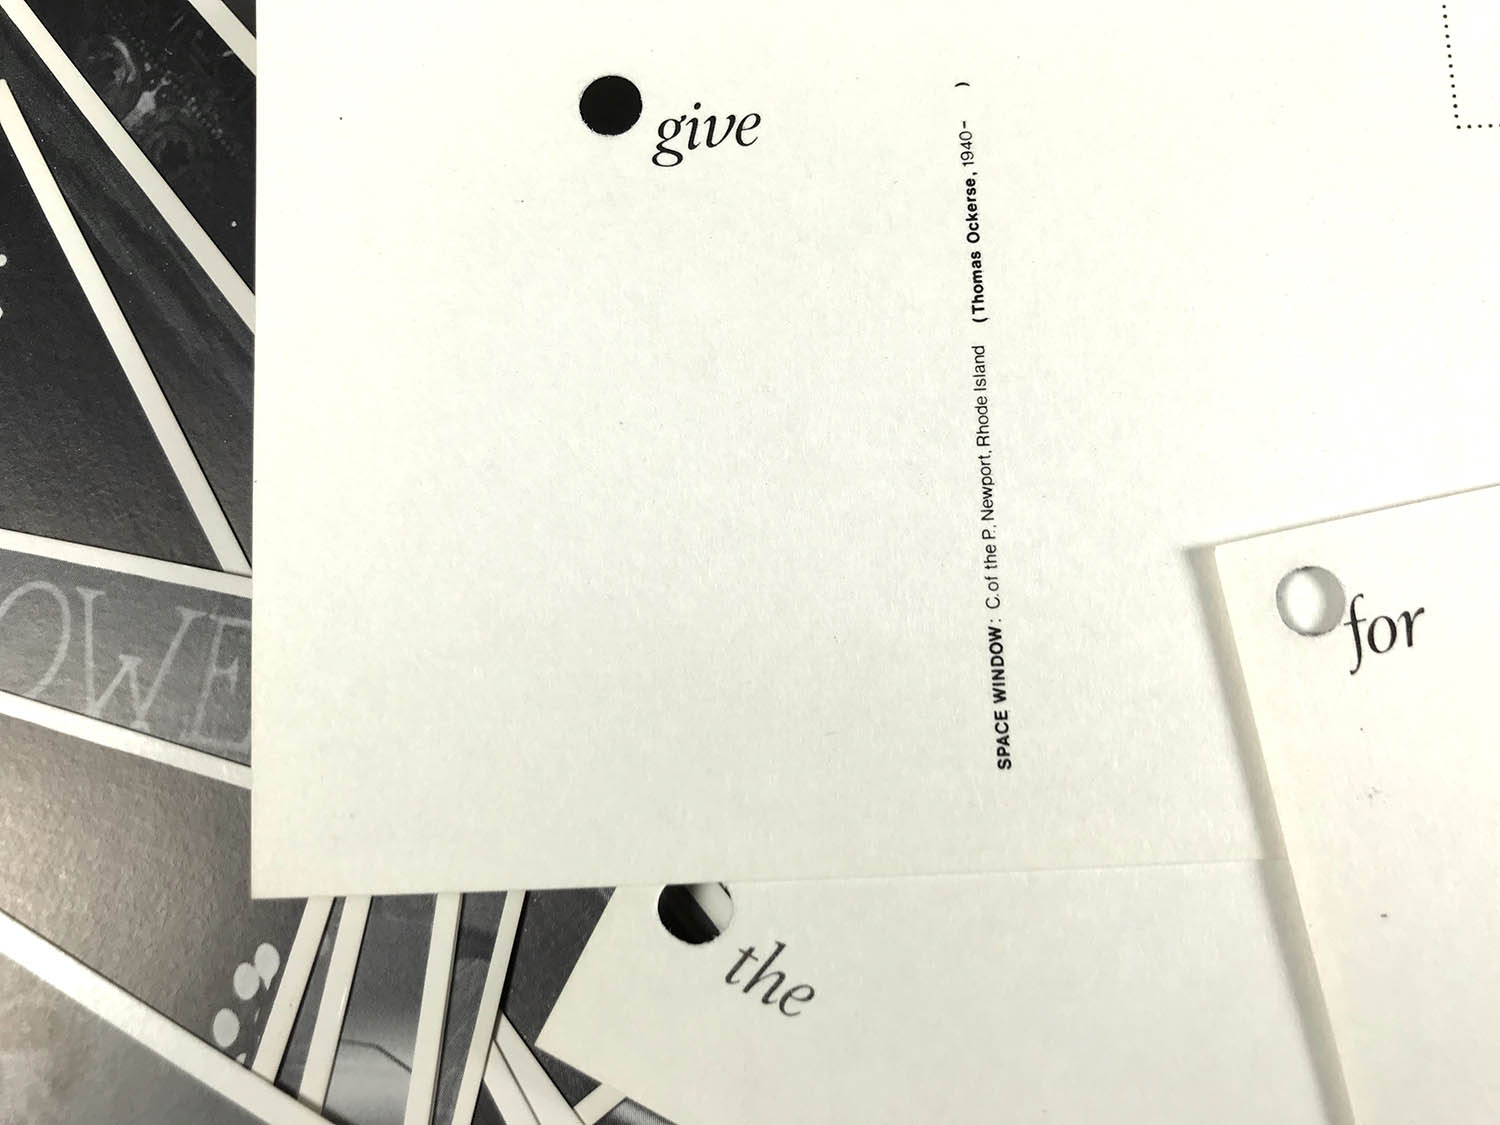 give
SPACE WINDOW: C. of the P., Newport, Rhode Island (Thomas Ockerse, 1940- )
for
the
OWE